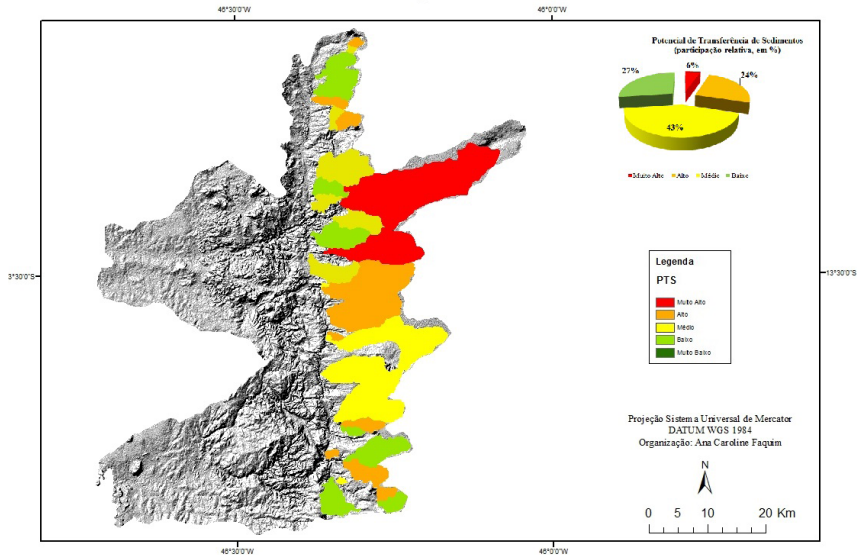 46°30'0"W
46°0'0"W
Potencial de Transferência de Sedimentos
(participação relativa, em %)
6%
24%
27%
43%
Muito Alto Alto Médio Baixo
3°30'0"S
13°30'0"S
Legenda
PTS
Muito Alto
Alto
Médio
Baixo
Muito Baixo
Projeção Sistema Universal de Mercator
DATUM WGS 1984
Organização: Ana Caroline Faquim
N
0 5 10 20 Km
46°30'0"W
46°0'0"W